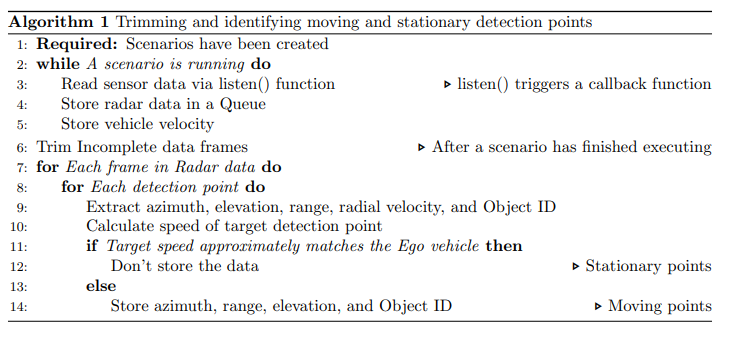 Algorithm 1 Trimming and identifying moving and stationary detection points
1: Required: Scenarios have been created
2: while A scenario is running do
3: Read sensor data via listen() function ▷ listen() triggers a callback function
4: Store radar data in a Queue
5: Store vehicle velocity
6: Trim Incomplete data frames ▷ After a scenario has finished executing
7: for Each frame in Radar data do
8: for Each detection point do
9: Extract azimuth, elevation, range, radial velocity, and Object ID
10: Calculate speed of target detection point
11: if Target speed approximately matches the Ego vehicle then
12: Don't store the data ▷ Stationary points
13: else
14: Store azimuth, range, elevation, and Object ID ▷ Moving points